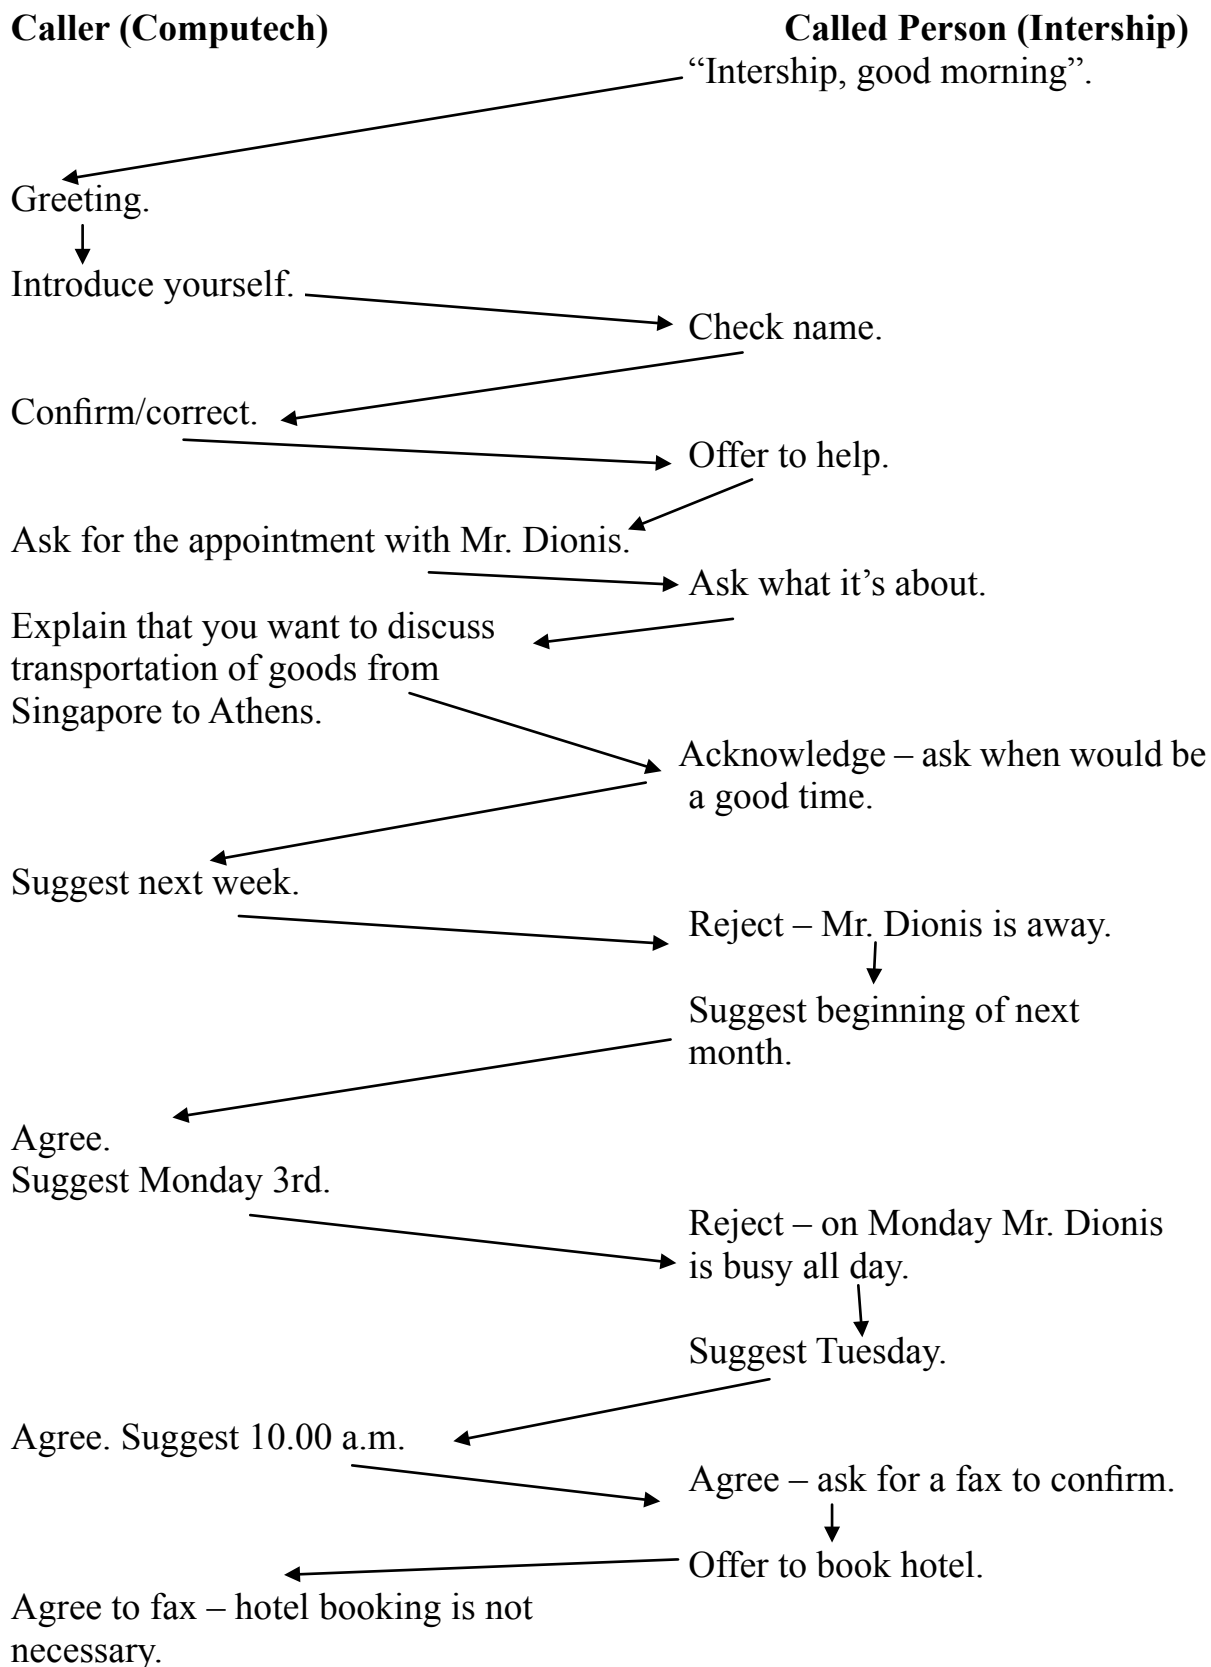 Caller (Computech) Called Person (Intership)
“Intership, good morning”.
Greeting.
Introduce yourself.
Check name.
Confirm/correct.
Offer to help.
Ask for the appointment with Mr. Dionis.
Ask what it’s about.
Explain that you want to discuss
transportation of goods from
Singapore to Athens.
Acknowledge – ask when would be
a good time.
Suggest next week.
Reject – Mr. Dionis is away.
Suggest beginning of next
month.
Agree.
Suggest Monday 3rd.
Reject – on Monday Mr. Dionis
is busy all day.
Suggest Tuesday.
Agree. Suggest 10.00 a.m.
Agree – ask for a fax to confirm.
Offer to book hotel.
Agree to fax – hotel booking is not
necessary.